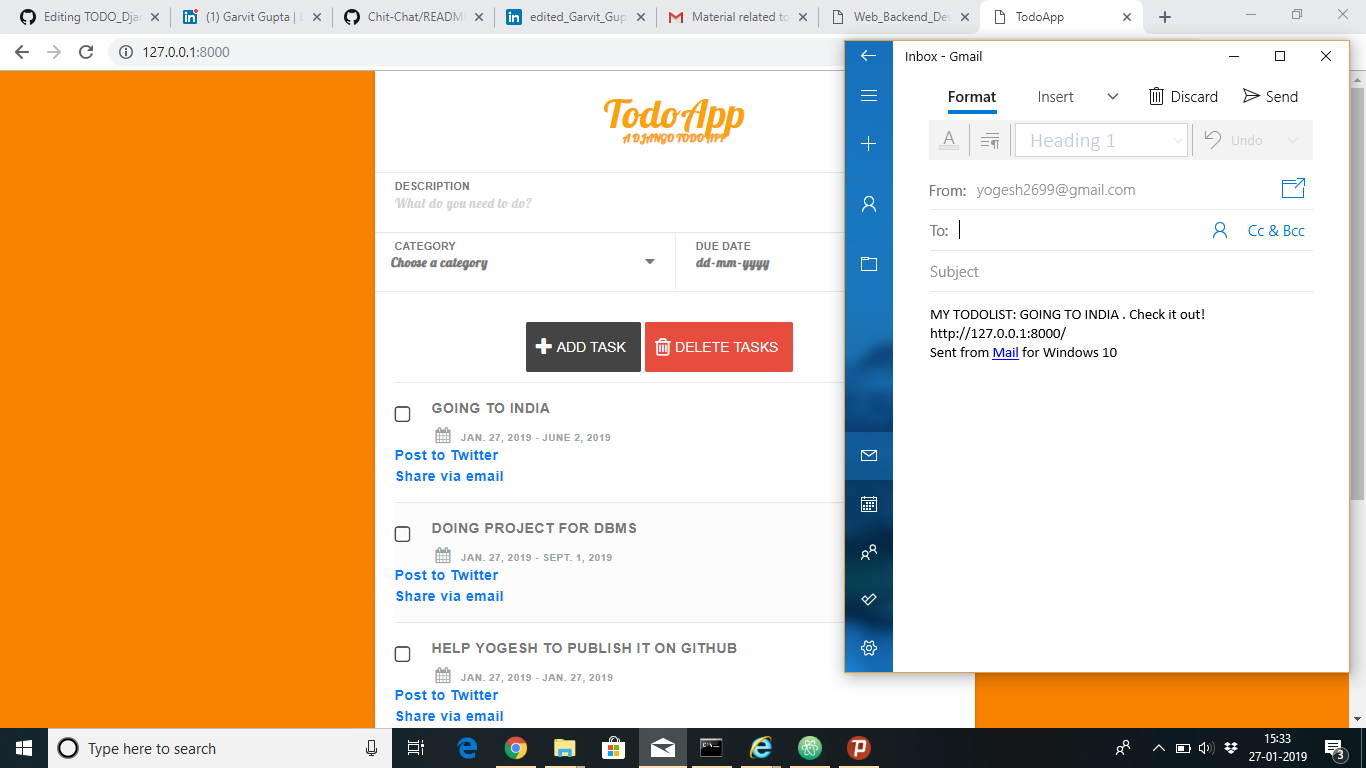 Editing TODO_Dja
(1) Garvit Gupta | L
Chit-Chat/READM
edited_Garvit_Gup
Material related to
Web_Backend_Dev
TodoApp
127.0.0.1:8000
TodoApp
A DJANGO TODO APP
DESCRIPTION
What do you need to do?
CATEGORY
Choose a category
DUE DATE
dd-mm-yyyy
ADD TASK
DELETE TASKS
GOING TO INDIA
JAN. 27, 2019 - JUNE 2, 2019
Post to Twitter
Share via email
DOING PROJECT FOR DBMS
JAN. 27, 2019 - SEPT. 1, 2019
Post to Twitter
Share via email
HELP YOGESH TO PUBLISH IT ON GITHUB
JAN. 27, 2019 - JAN. 27, 2019
Post to Twitter
Share via email
Inbox - Gmail
Format
Insert
Discard
Send
A
Heading 1
Undo
From: yogesh2699@gmail.com
To:
Cc & Bcc
Subject
MY TODOLIST: GOING TO INDIA . Check it out!
http://127.0.0.1:8000/
Sent from Mail for Windows 10
Type here to search
15:33
27-01-2019
3